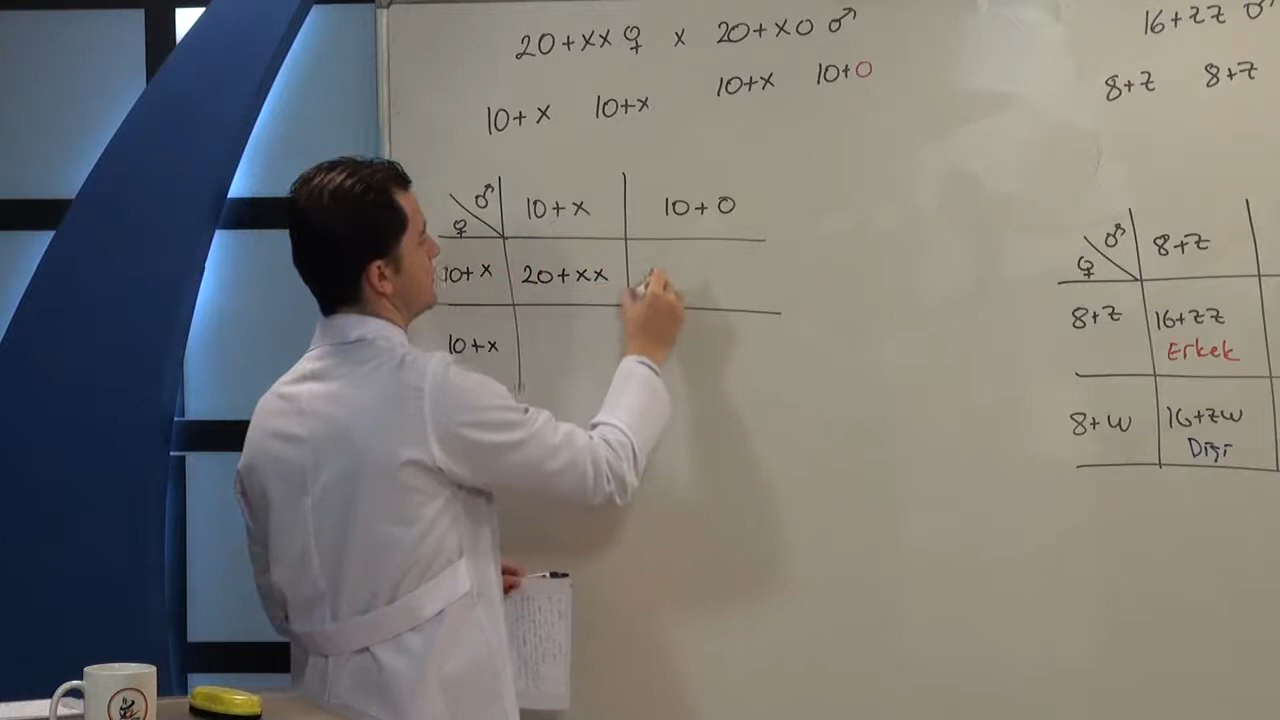 20+xx ♀ x 20+xo ♂
10+x 10+x 10+x 10+0
♀ ♂ 10+x 10+0
10+x 20+xx
10+x
16+zz ♂
8+z 8+z
♀ ♂ 8+z
8+z 16+zz
Erkek
8+w 16+zw
Dişi